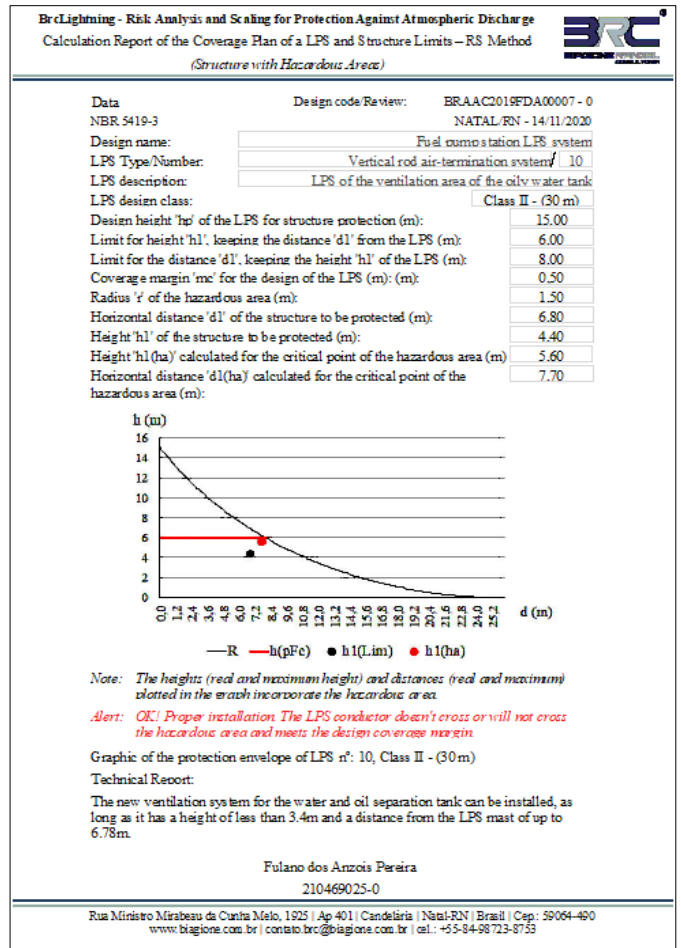 BrcLightning - Risk Analysis and Scaling for Protection Against Atmospheric Discharge
Calculation Report of the Coverage Plan of a LPS and Structure Limits – RS Method
(Structure with Hazardous Areas)
BRC
BIAGIONE RANGEL
CONSULTORIA
Data Design code/Review: BRAAC2019FDA00007 - 0
NBR 5419-3 NATAL/RN - 14/11/2020
Design name: Fuel pump station LPS system
LPS Type/Number: Vertical rod air-termination system / 10
LPS description: LPS of the ventilation area of the oily water tank
LPS design class: Class II - (30 m)
Design height 'hp' of the LPS for structure protection (m): 15.00
Limit for height 'h1', keeping the distance 'd1' from the LPS (m): 6.00
Limit for the distance 'd1', keeping the height 'h1' of the LPS (m): 8.00
Coverage margin 'mc' for the design of the LPS (m): (m): 0.50
Radius 'r' of the hazardous area (m): 1.50
Horizontal distance 'd1' of the structure to be protected (m): 6.80
Height 'h1' of the structure to be protected (m): 4.40
Height 'h1(ha)' calculated for the critical point of the hazardous area (m) 5.60
Horizontal distance 'd1(ha)' calculated for the critical point of the 7.70
hazardous area (m):
h (m)
16
14
12
10
8
6
4
2
0
0,0 1,2 2,4 3,6 4,8 6,0 7,2 8,4 9,6 10,8 12,0 13,2 14,4 15,6 16,8 18,0 19,2 20,4 21,6 22,8 24,0 25,2 d (m)
R h(pFc) h1(Lim) h1(ha)
Note: The heights (real and maximum height) and distances (real and maximum)
plotted in the graph incorporate the hazardous area.
Alert: OK! Proper installation. The LPS conductor doesn't cross or will not cross
the hazardous area and meets the design coverage margin.
Graphic of the protection envelope of LPS nº: 10, Class II - (30 m)
Technical Report:
The new ventilation system for the water and oil separation tank can be installed, as
long as it has a height of less than 3.4m and a distance from the LPS mast of up to
6.78m.
Fulano dos Anzois Pereira
210469025-0
Rua Ministro Mirabeau da Cunha Melo, 1925 | Ap 401 | Candelária | Natal-RN | Brasil | Cep.: 59064-490
www.biagione.com.br | contato.brc@biagione.com.br | cel.: +55-84-98723-8753